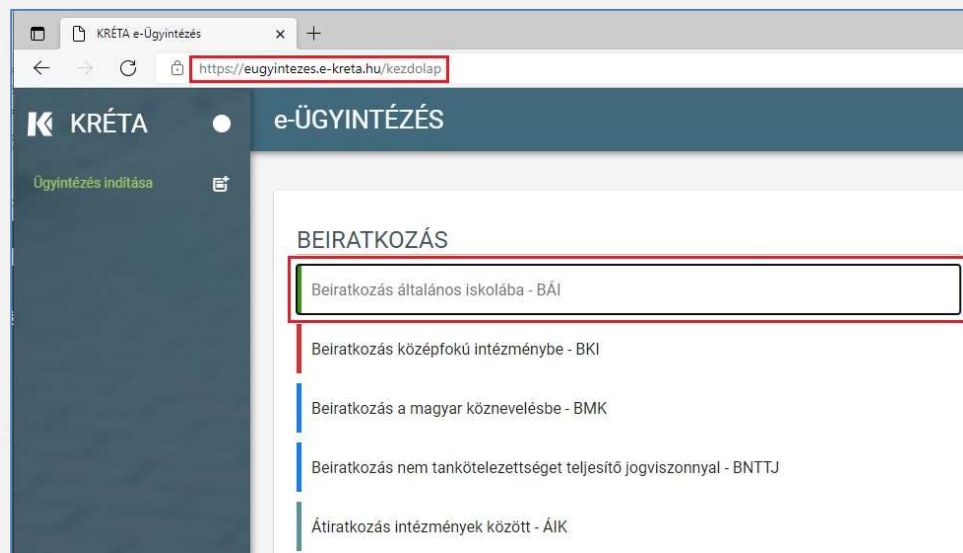 KRÉTA e-Ügyintézés
https://eugyintezes.e-kreta.hu/kezdolap
KRÉTA
e-ÜGYINTÉZÉS
Ügyintézés indítása
BEIRATKOZÁS
Beiratkozás általános iskolába - BÁI
Beiratkozás középfokú intézménybe - BKI
Beiratkozás a magyar köznevelésbe - BMK
Beiratkozás nem tankötelezettséget teljesítő jogviszonnyal - BNTTJ
Átiratkozás intézmények között - ÁIK